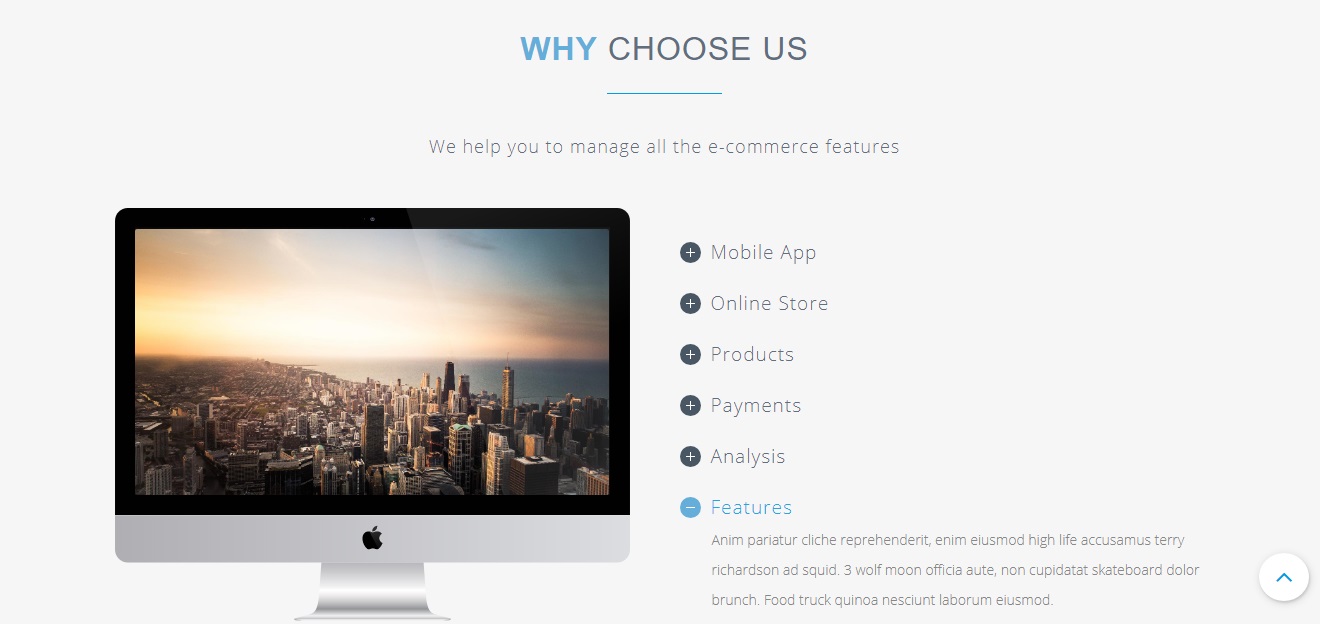 WHY CHOOSE US
We help you to manage all the e-commerce features
Mobile App
Online Store
Products
Payments
Analysis
Features
Anim pariatur cliche reprehenderit, enim eiusmod high life accusamus terry
richardson ad squid. 3 wolf moon officia aute, non cupidatat skateboard dolor
brunch. Food truck quinoa nesciunt laborum eiusmod.